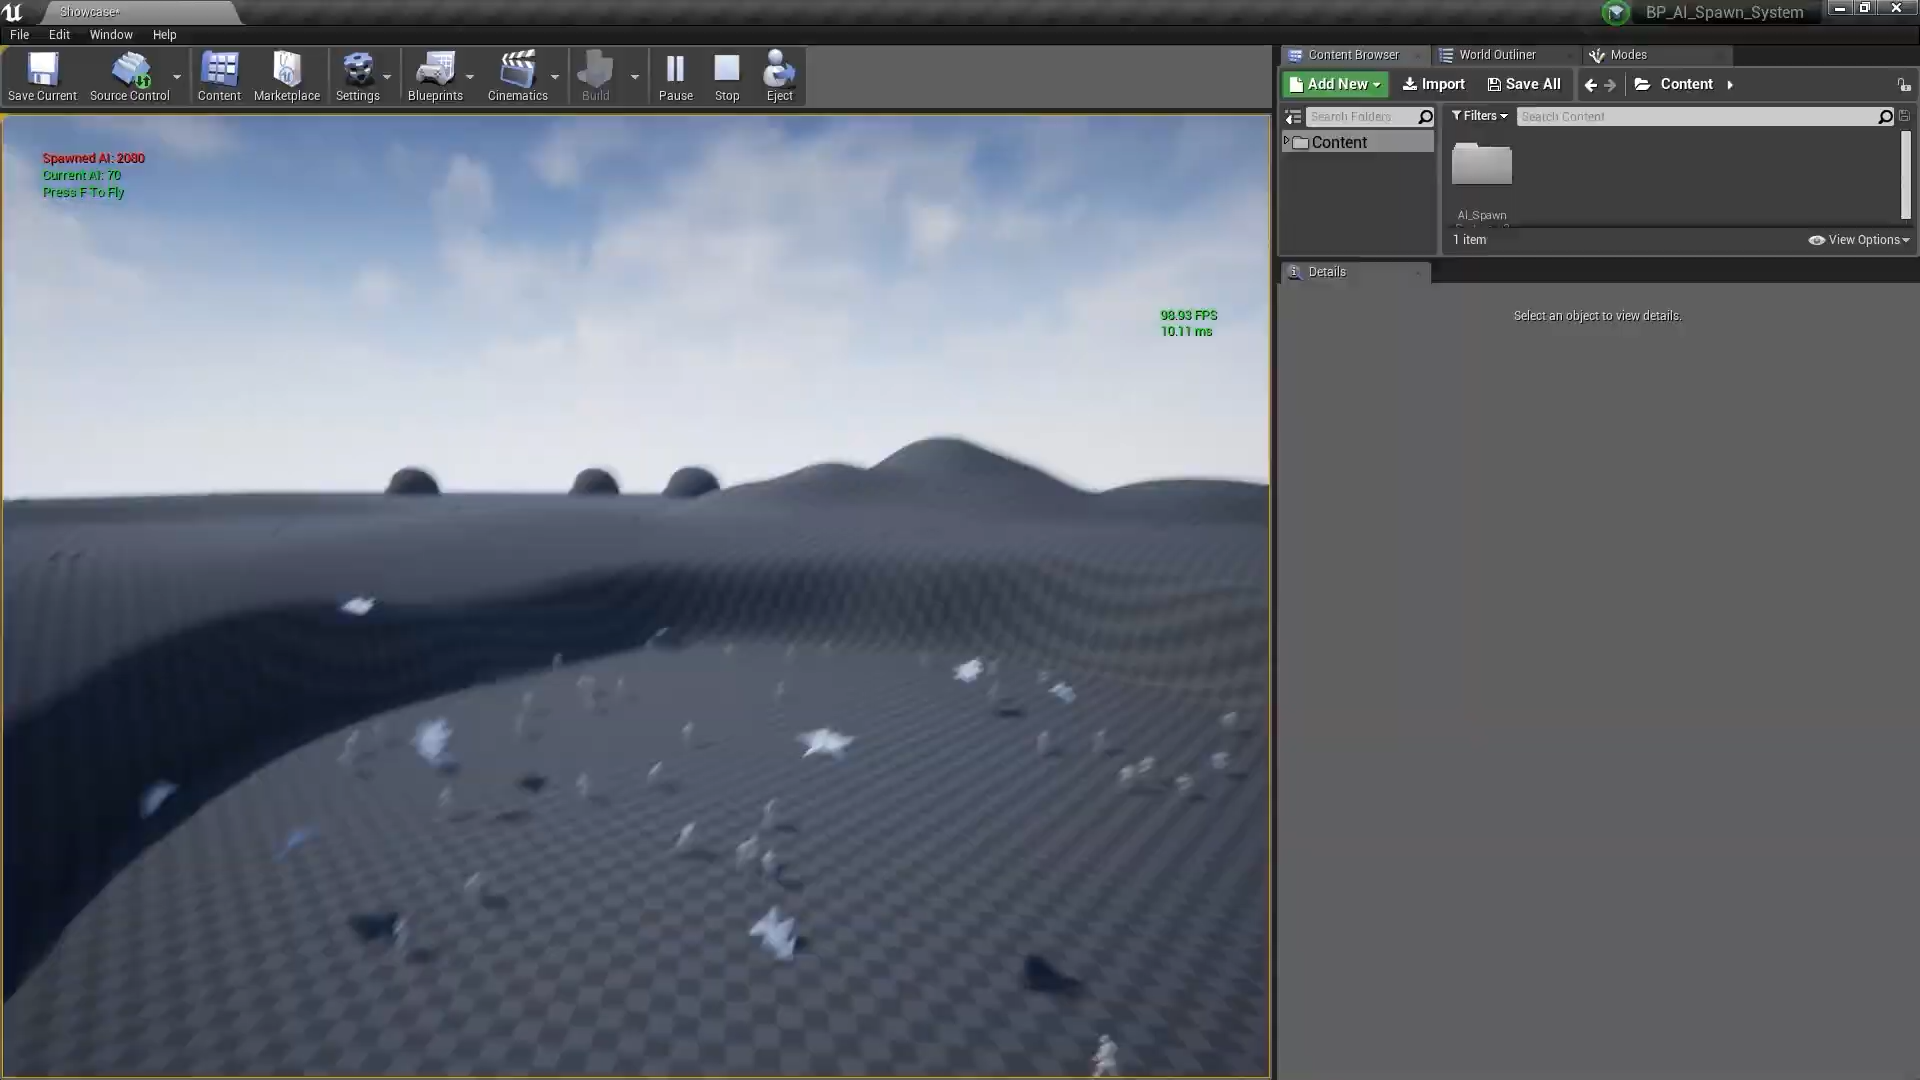 Showcase*
BP_AI_Spawn_System
File Edit Window Help
Save Current Source Control Content Marketplace Settings Blueprints Cinematics Build Pause Stop Eject
Content Browser World Outliner Modes
Add New Import Save All Content
Search Folders Filters Search Content
Content
AI_Spawn
1 item View Options
Details
Select an object to view details.
Spawned AI: 2080
Current AI: 70
Press F To Fly
98.93 FPS
10.11 ms